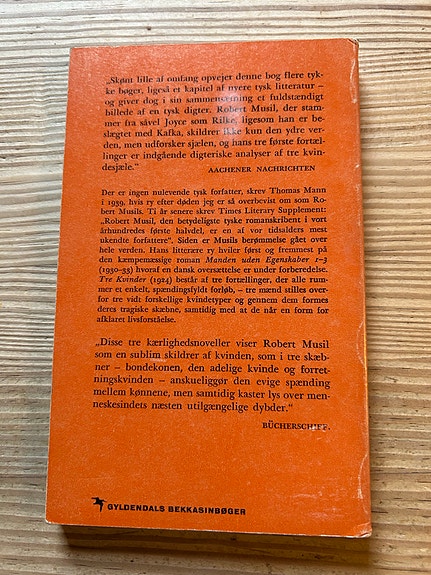 „Skønt lille af omfang opvejer denne bog flere tyk-
ke bøger, ligeså et kapitel af nyere tysk litteratur –
og giver dog i sin sammensætning et fuldstændigt
billede af en tysk digter. Robert Musil, der stam-
mer fra såvel Joyce som Rilke, ligesom han er be-
slægtet med Kafka, skildrer ikke kun den ydre ver-
den, men udforsker sjælen, og hans tre første fortæl-
linger er indgående digteriske analyser af tre kvin-
desjæle.“
AACHENER NACHRICHTEN
Der er ingen nulevende tysk forfatter, skrev Thomas Mann
i 1939, hvis ry efter døden jeg er så overbevist om som Ro-
bert Musils. Ti år senere skrev Times Literary Supplement:
„Robert Musil, den betydeligste tyske romanskribent i vort
århundredes første halvdel, er en af vor tidsalders mest
ukendte forfattere“. Siden er Musils berømmelse gået over
hele verden. Hans litterære ry hviler først og fremmest på
den kæmpemæssige roman Manden uden Egenskaber 1–3
(1930–33) hvoraf en dansk oversættelse er under forberedelse.
Tre Kvinder (1924) består af tre fortællinger, der alle rum-
mer et enkelt, spændingsfyldt forløb, – tre mænd stilles over-
for tre vidt forskellige kvindetyper og gennem dem formes
deres tragiske skæbne, samtidig med at de når en form for
afklaret livsforståelse.
„Disse tre kærlighedsnoveller viser Robert Musil
som en sublim skildrer af kvinden, som i tre skæb-
ner – bondekonen, den adelige kvinde og forret-
ningskvinden – anskueliggør den evige spænding
mellem kønnene, men samtidig kaster lys over men-
neskesindets næsten utilgængelige dybder.“
BÜCHERSCHIFF.
GYLDENDALS BEKKASINBØGER